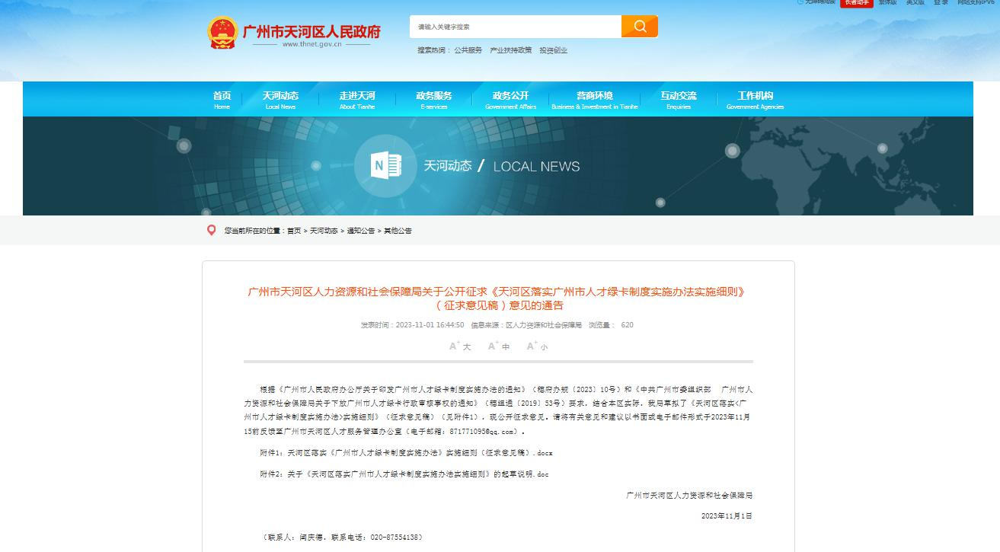 无障碍阅读 长者助手 繁体版 英文版 登录 网站支持IPV6
广州市天河区人民政府
www.thnet.gov.cn
请输入关键字搜索
搜索热词： 公共服务 产业扶持政策 投资创业
首页 天河动态 走进天河 政务服务 政务公开 营商环境 互动交流 工作机构
Home Local News About Tianhe E-services Government Affairs Business & Investment in Tianhe Enquiries Government Agencies
N 天河动态 / LOCAL NEWS
您当前所在的位置：首页 > 天河动态 > 通知公告 > 其他公告
广州市天河区人力资源和社会保障局关于公开征求《天河区落实广州市人才绿卡制度实施办法实施细则》
（征求意见稿）意见的通告
发表时间：2023-11-01 16:44:50 信息来源：区人力资源和社会保障局 浏览量： 620
A+ 大 A+ 中 A+ 小
根据《广州市人民政府办公厅关于印发广州市人才绿卡制度实施办法的通知》（穗府办规〔2023〕10号）和《中共广州市委组织部 广州市人
力资源和社会保障局关于下放广州市人才绿卡行政审核事权的通知》（穗组通〔2019〕53号）要求，结合本区实际，我局草拟了《天河区落实<广
州市人才绿卡制度实施办法>实施细则》（征求意见稿）（见附件1），现公开征求意见。请将有关意见和建议以书面或电子邮件形式于2023年11月
15前反馈至广州市天河区人才服务管理办公室（电子邮箱：871771095@qq.com）。
附件1：天河区落实《广州市人才绿卡制度实施办法》实施细则（征求意见稿）.docx
附件2：关于《天河区落实广州市人才绿卡制度实施办法实施细则》的起草说明.doc
广州市天河区人力资源和社会保障局
2023年11月1日
（联系人：闾庆德，联系电话：020-87554138）